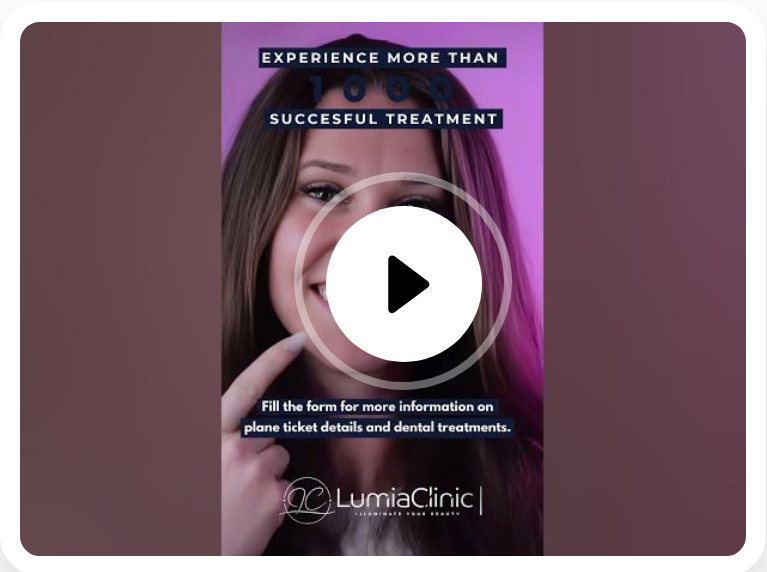 EXPERIENCE MORE THAN
1000
SUCCESFUL TREATMENT
Fill the form for more information on
plane ticket details and dental treatments.
LC LumiaClinic
ILLUMINATE YOUR BEAUTY